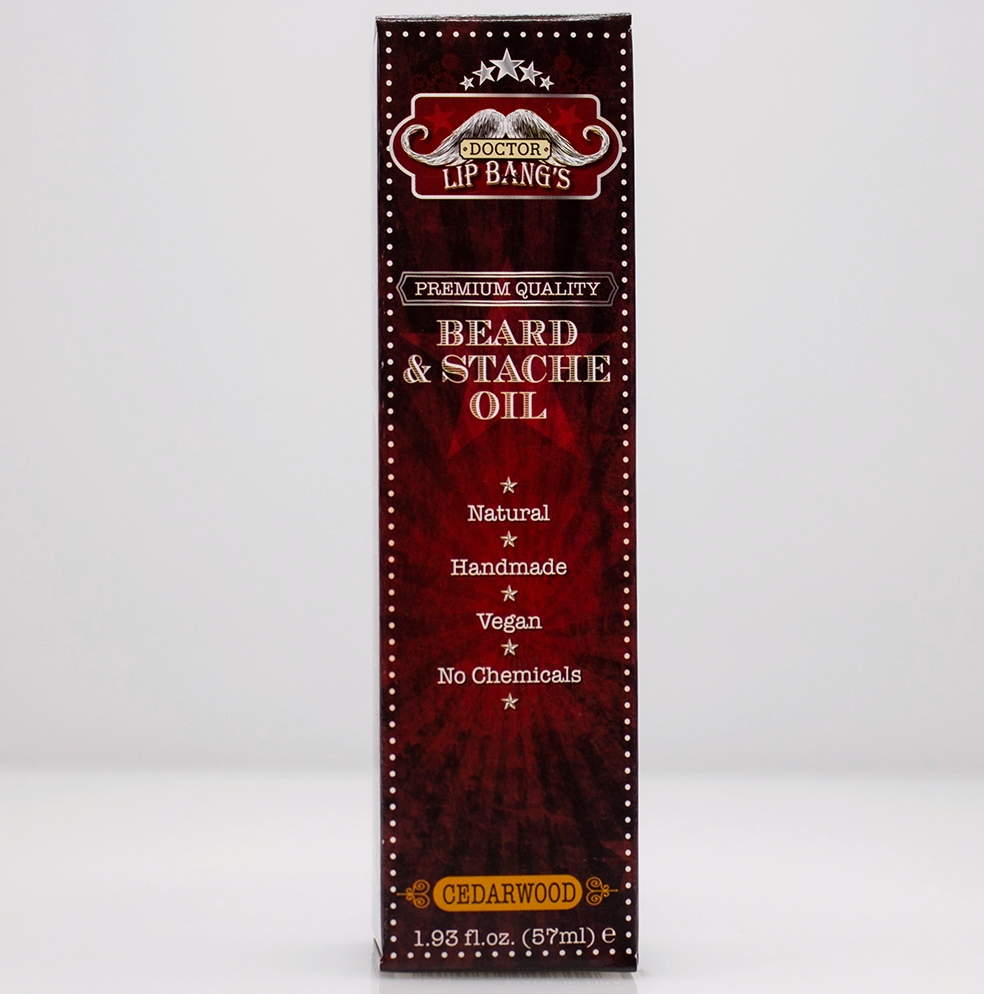 DOCTOR
LIP BANG'S
PREMIUM QUALITY
BEARD
& STACHE
OIL
Natural
Handmade
Vegan
No Chemicals
CEDARWOOD
1.93 fl.oz. (57ml) ℮